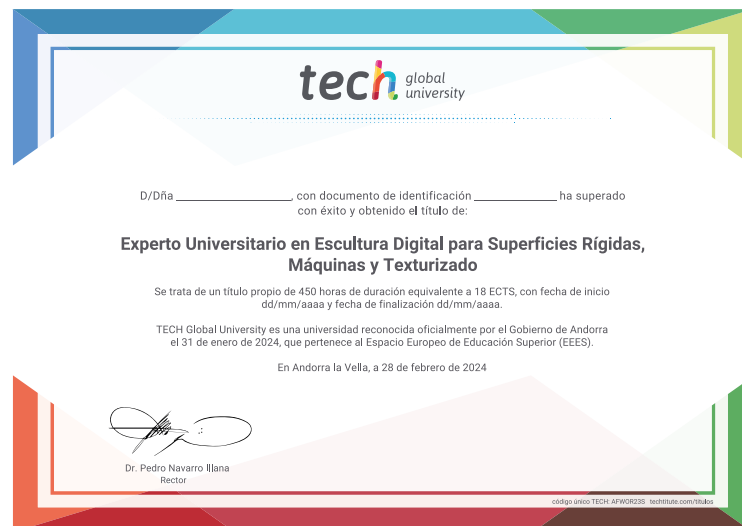 tech global
university
D/Dña ____________, con documento de identificación ____________ ha superado
con éxito y obtenido el título de:
Experto Universitario en Escultura Digital para Superficies Rígidas,
Máquinas y Texturizado
Se trata de un título propio de 450 horas de duración equivalente a 18 ECTS, con fecha de inicio
dd/mm/aaaa y fecha de finalización dd/mm/aaaa.
TECH Global University es una universidad reconocida oficialmente por el Gobierno de Andorra
el 31 de enero de 2024, que pertenece al Espacio Europeo de Educación Superior (EEES).
En Andorra la Vella, a 28 de febrero de 2024
Dr. Pedro Navarro Illana
Rector
código único TECH: AFWOR23S techtitute.com/titulos